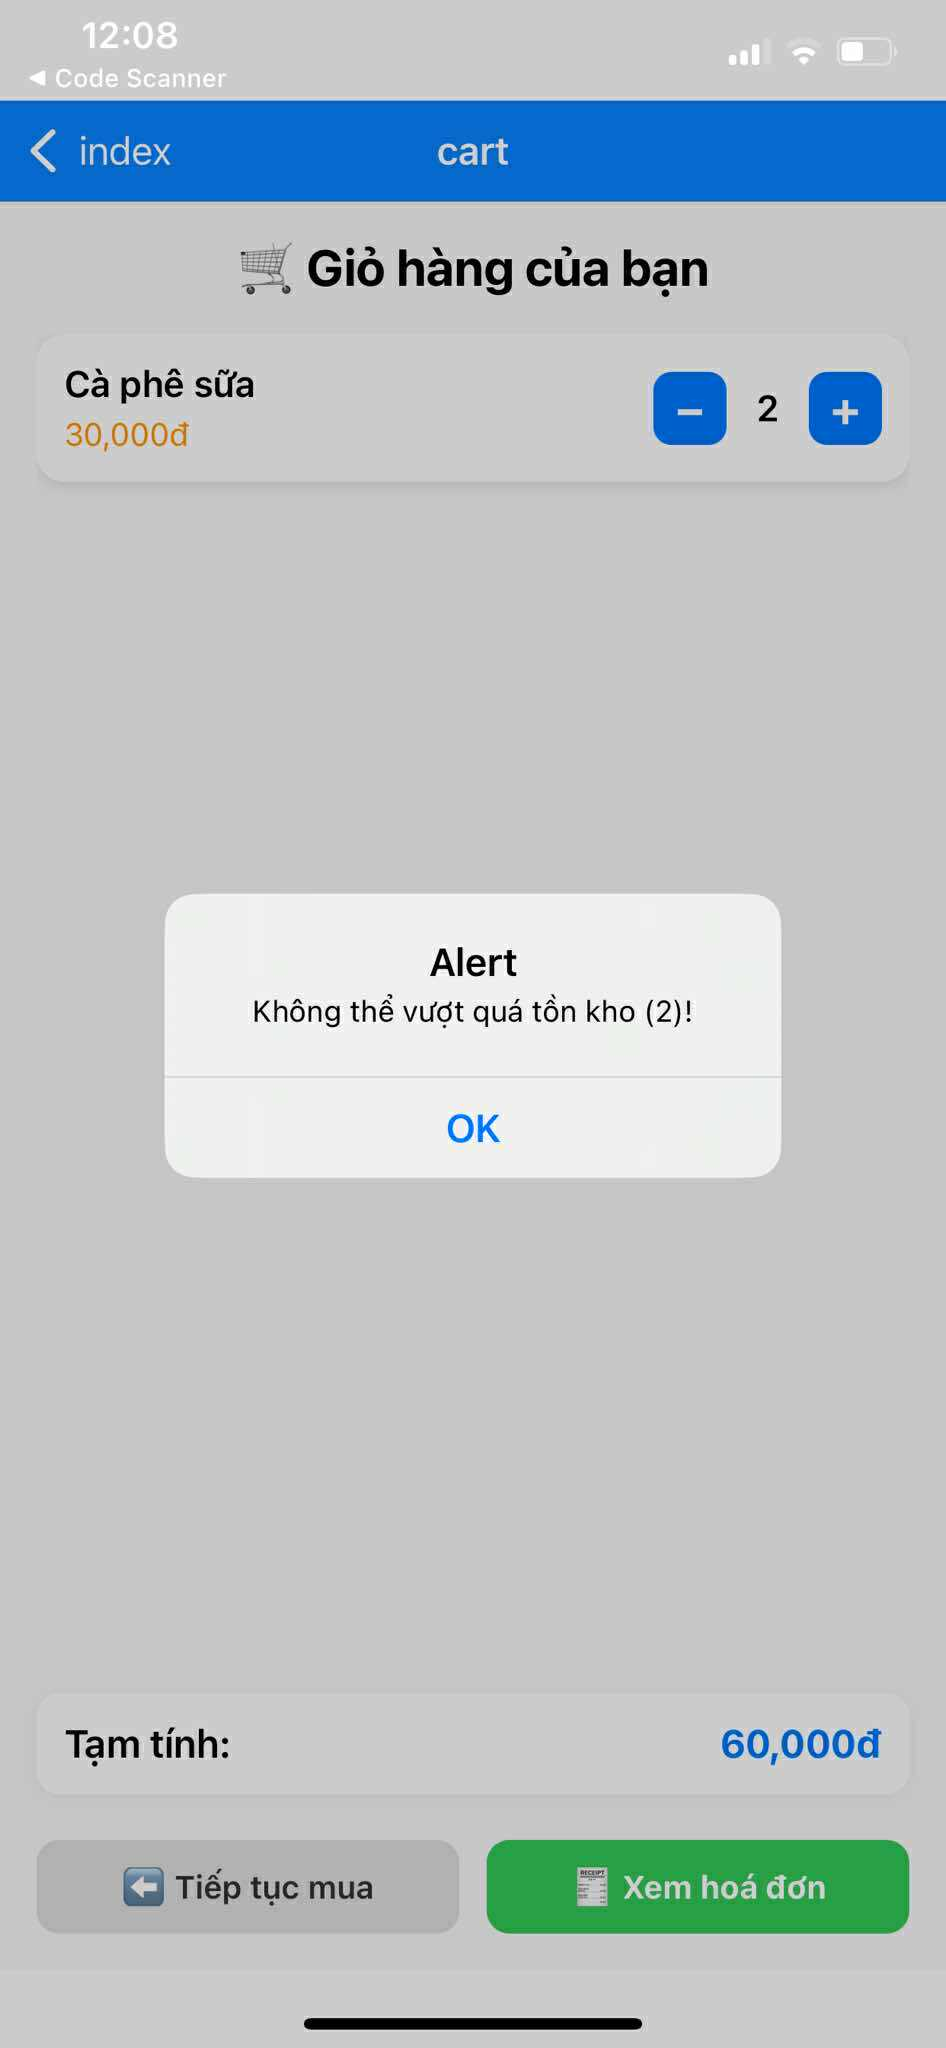 12:08
◀ Code Scanner
index
cart
🛒 Giỏ hàng của bạn
Cà phê sữa
30,000đ
− 2 +
Alert
Không thể vượt quá tồn kho (2)!
OK
Tạm tính:
60,000đ
⬅️ Tiếp tục mua
🧾 Xem hoá đơn